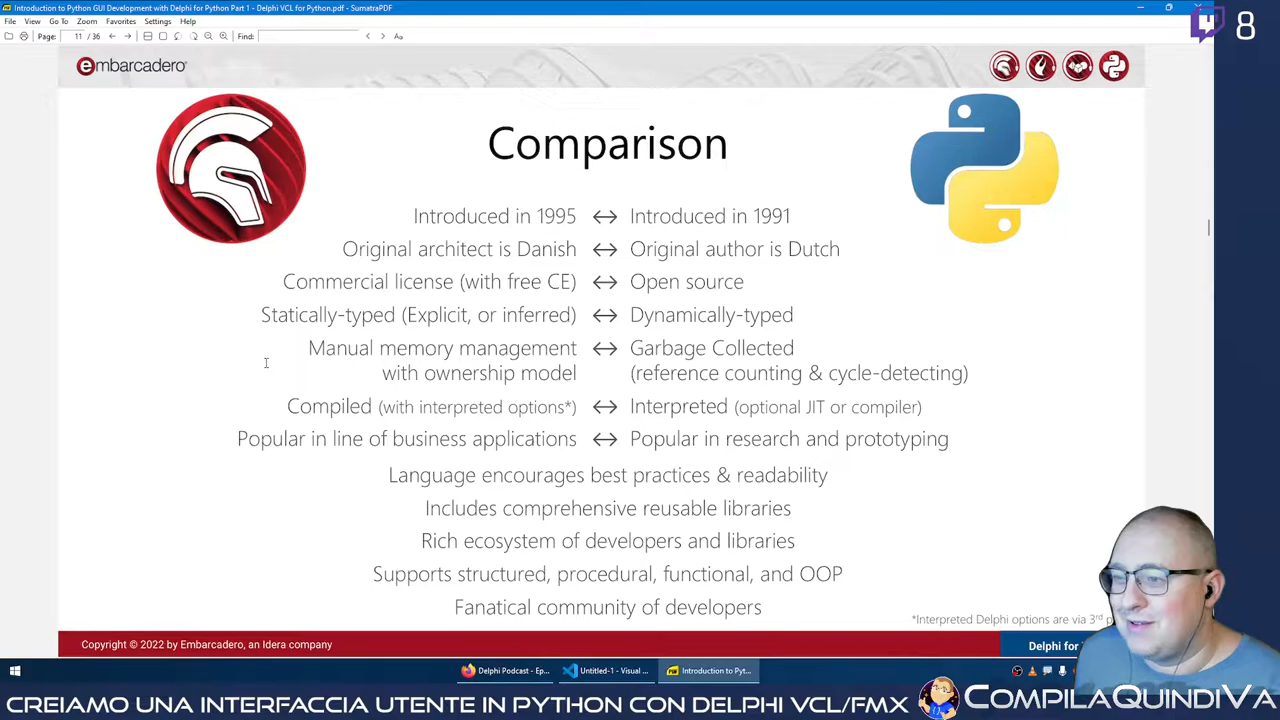 Introduction to Python GUI Development with Delphi for Python Part 1 - Delphi VCL for Python.pdf - SumatraPDF
File View Go To Zoom Favorites Settings Help
Page: 11 / 36 Find: Aa
8
embarcadero®
Comparison
Introduced in 1995 ↔ Introduced in 1991
Original architect is Danish ↔ Original author is Dutch
Commercial license (with free CE) ↔ Open source
Statically-typed (Explicit, or inferred) ↔ Dynamically-typed
Manual memory management ↔ Garbage Collected
with ownership model (reference counting & cycle-detecting)
Compiled (with interpreted options*) ↔ Interpreted (optional JIT or compiler)
Popular in line of business applications ↔ Popular in research and prototyping
Language encourages best practices & readability
Includes comprehensive reusable libraries
Rich ecosystem of developers and libraries
Supports structured, procedural, functional, and OOP
Fanatical community of developers
*Interpreted Delphi options are via 3rd
Copyright © 2022 by Embarcadero, an Idera company
Delphi for
Delphi Podcast - Ep... Untitled-1 - Visual ... Introduction to Pyt...
CREIAMO UNA INTERFACCIA UTENTE IN PYTHON CON DELPHI VCL/FMX
COMPILAQUINDIVA